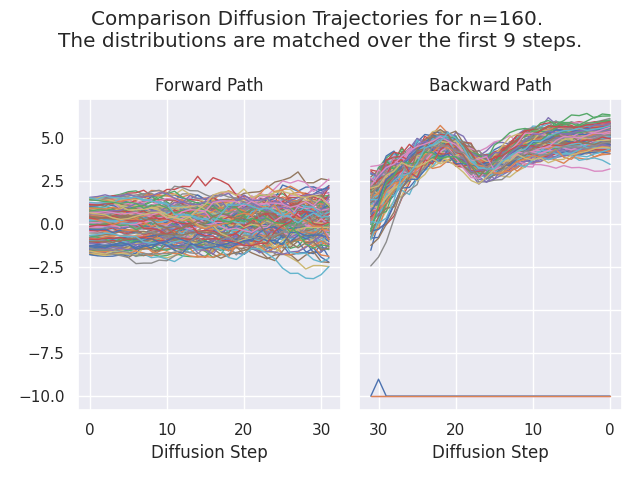 Comparison Diffusion Trajectories for n=160.
The distributions are matched over the first 9 steps.
Forward Path
Backward Path
5.0
2.5
0.0
−2.5
−5.0
−7.5
−10.0
0 10 20 30
30 20 10 0
Diffusion Step
Diffusion Step